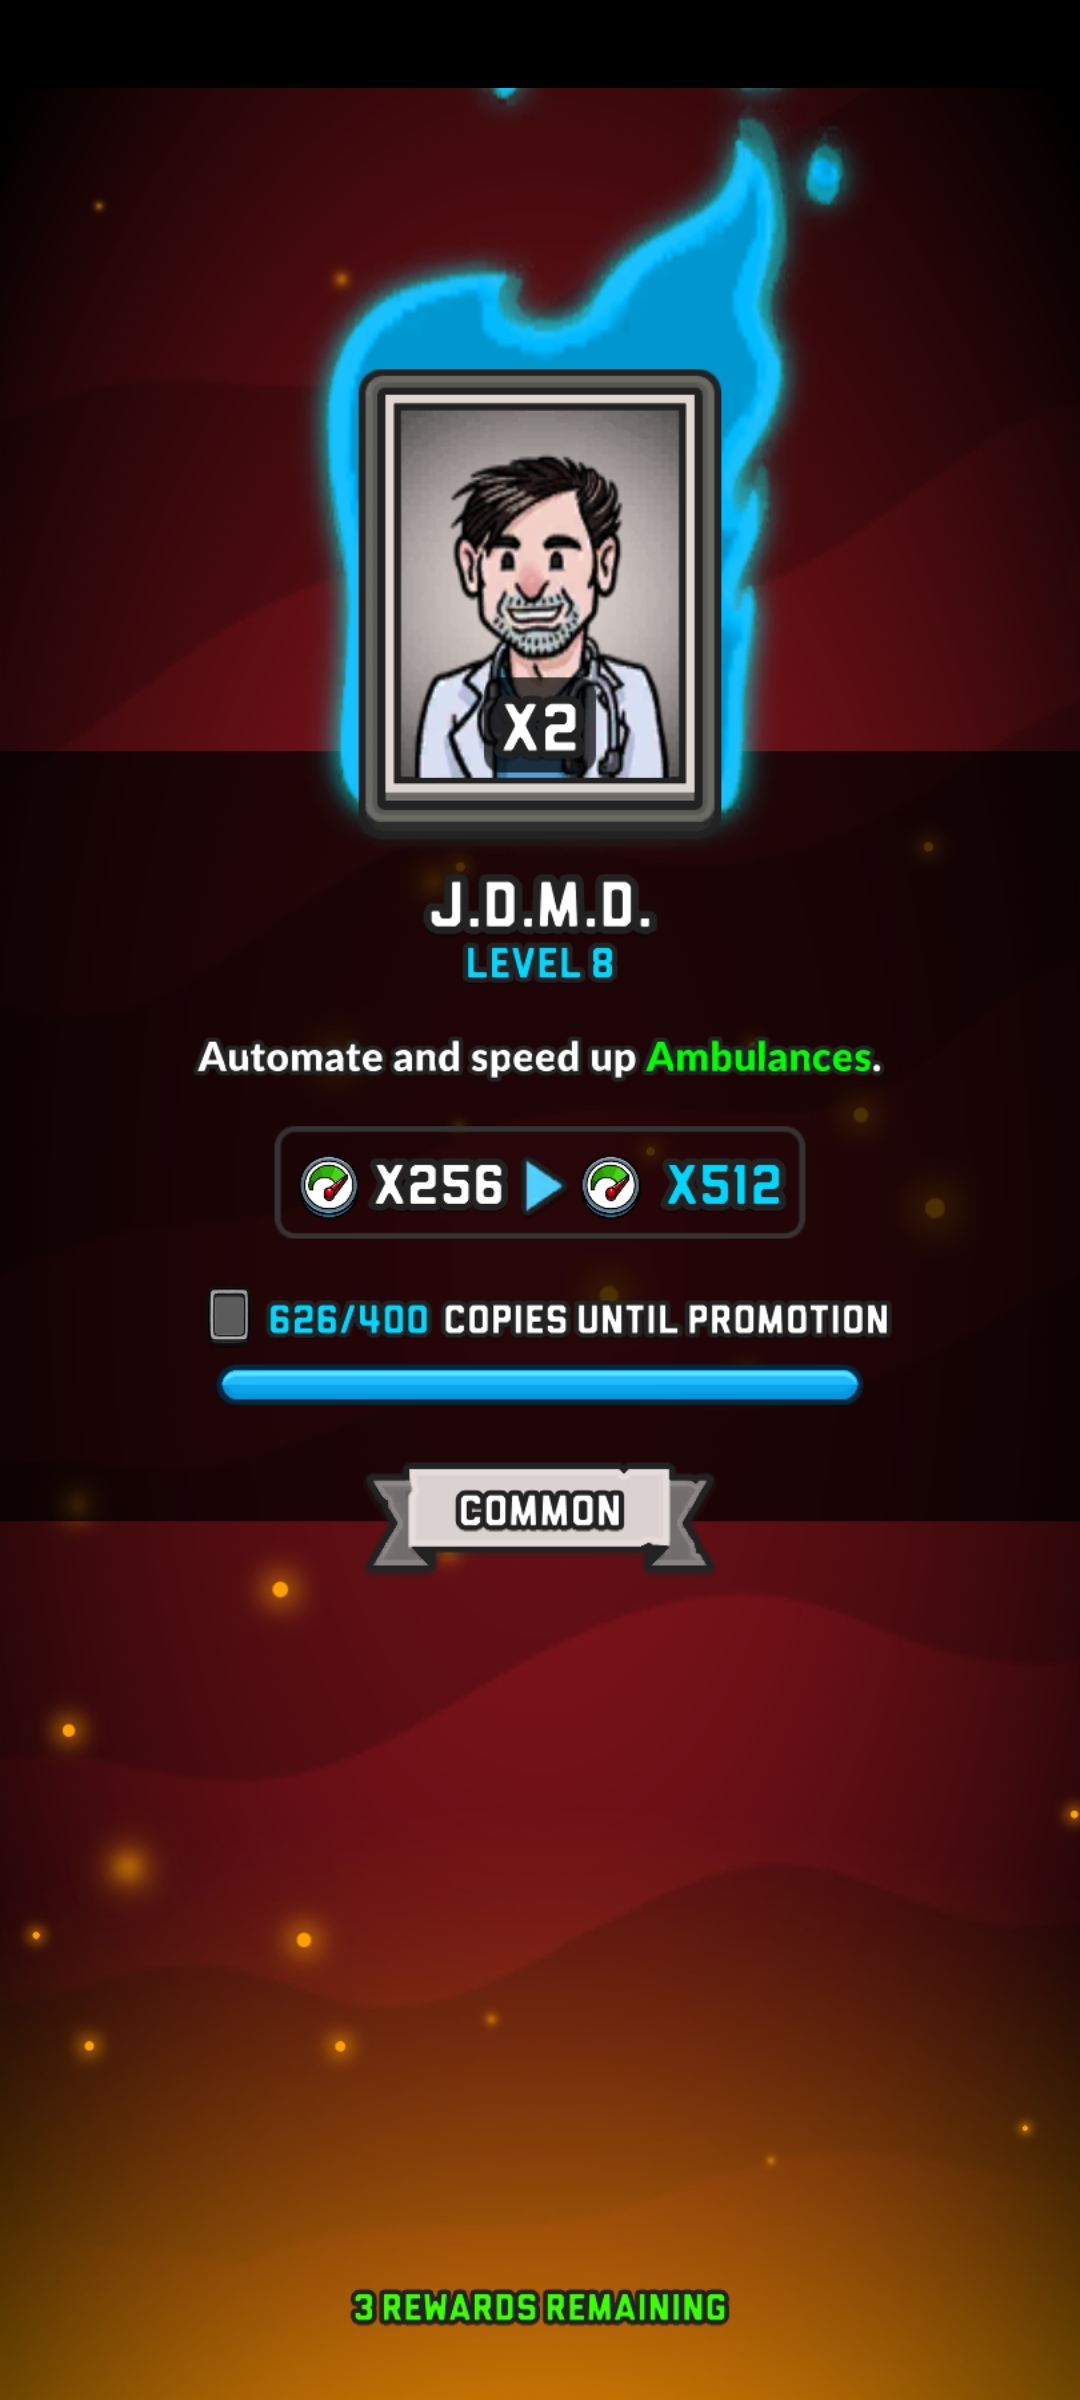 X2
J.D.M.D.
LEVEL 8
Automate and speed up Ambulances.
X256 X512
626/400 COPIES UNTIL PROMOTION
COMMON
3 REWARDS REMAINING